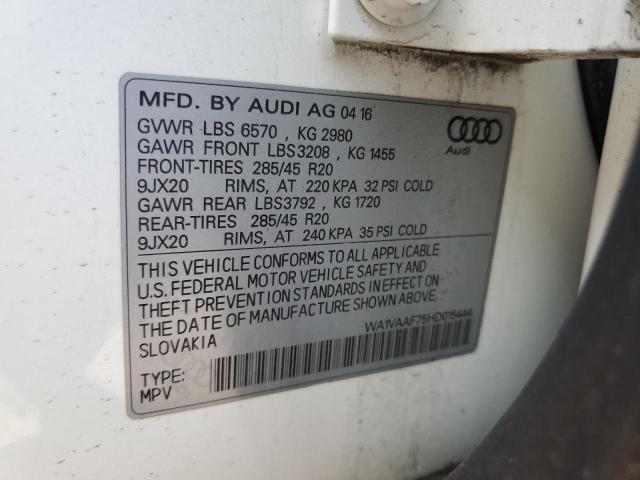 MFD. BY AUDI AG 04 16
GVWR LBS 6570 , KG 2980
GAWR FRONT LBS3208 , KG 1455
FRONT-TIRES 285/45 R20
9JX20 RIMS, AT 220 KPA 32 PSI COLD
GAWR REAR LBS3792 , KG 1720
REAR-TIRES 285/45 R20
9JX20 RIMS, AT 240 KPA 35 PSI COLD
Audi
THIS VEHICLE CONFORMS TO ALL APPLICABLE
U.S. FEDERAL MOTOR VEHICLE SAFETY AND
THEFT PREVENTION STANDARDS IN EFFECT ON
THE DATE OF MANUFACTURE SHOWN ABOVE.
SLOVAKIA
WA1VAAF75HD015444
TYPE:
MPV